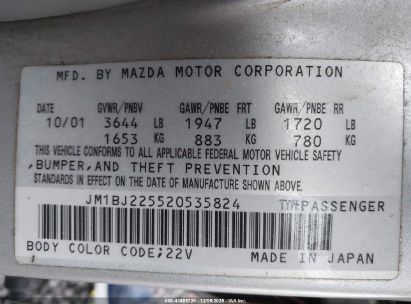 MFD. BY MAZDA MOTOR CORPORATION
DATE GVWR/PNBV GAWR/PNBE FRT GAWR/PNBE RR
10/01 3644 LB 1947 LB 1720 LB
1653 KG 883 KG 780 KG
THIS VEHICLE CONFORMS TO ALL APPLICABLE FEDERAL MOTOR VEHICLE SAFETY
,BUMPER,AND THEFT PREVENTION
STANDARDS IN EFFECT ON THE DATE OF MANUFACTURE SHOWN ABOVE.
JM1BJ225520535824 TYPE:PASSENGER
BODY COLOR CODE;22V MADE IN JAPAN